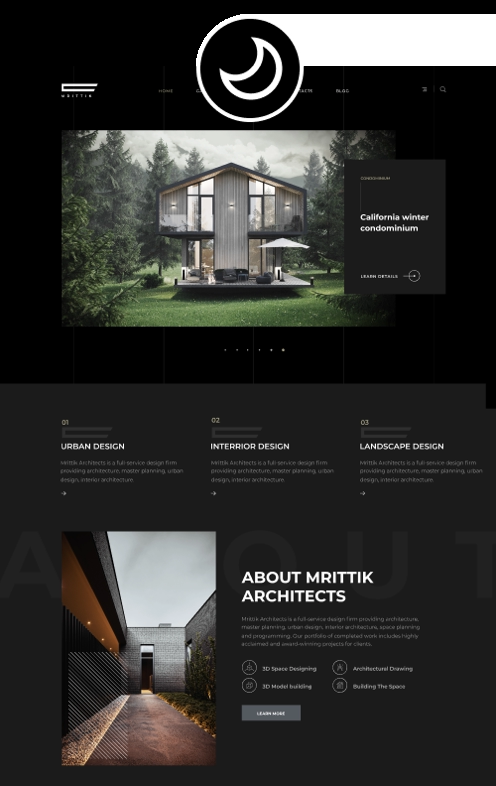 MRITTIK
HOME
BLOG
CONDOMINIUM
California winter
condominium
LEARN DETAILS
01
URBAN DESIGN
Mrittik Architects is a full-service design firm
providing architecture, master planning, urban
design, interior architecture
02
INTERRIOR DESIGN
Mrittik Architects is a full-service design firm
providing architecture, master planning, urban
design, interior architecture
03
LANDSCAPE DESIGN
Mrittik Architects is a full-service design firm
providing architecture, master planning, urban
design, interior architecture
ABOUT MRITTIK
ARCHITECTS
Mrittik Architects is a full-service design firm providing architecture,
master planning, urban design, interior architecture, space planning
and programming. Our portfolio of completed work includes highly
acclaimed and award-winning projects for clients.
3D Space Designing
Architectural Drawing
3D Model building
Building The Space
LEARN MORE